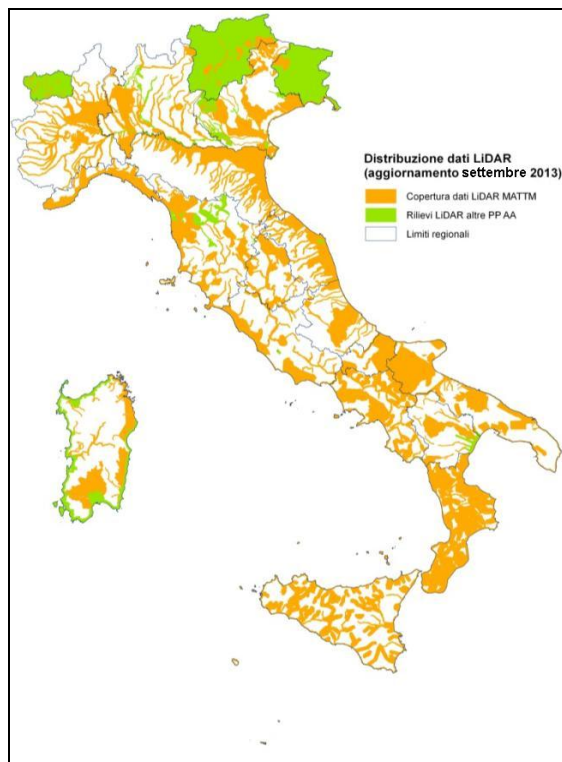 Distribuzione dati LiDAR
(aggiornamento settembre 2013)
Copertura dati LiDAR MATTM
Rilievi LiDAR altre PP AA
Limiti regionali